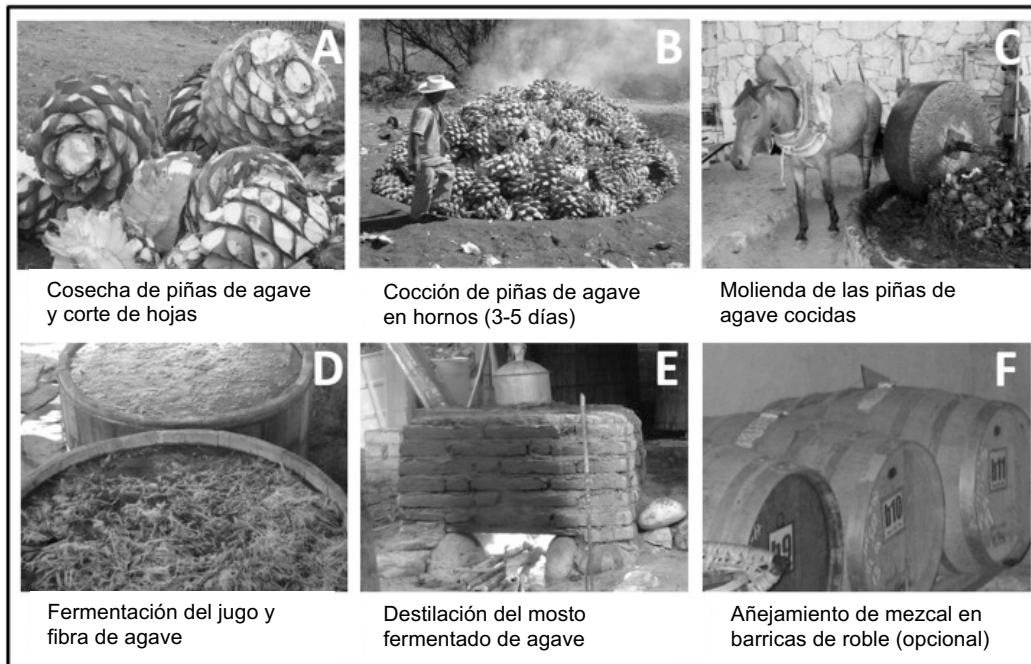 A
B
C
Cosecha de piñas de agave
y corte de hojas
Cocción de piñas de agave
en hornos (3-5 días)
Molienda de las piñas de
agave cocidas
D
E
F
b9
b10
b11
Fermentación del jugo y
fibra de agave
Destilación del mosto
fermentado de agave
Añejamiento de mezcal en
barricas de roble (opcional)